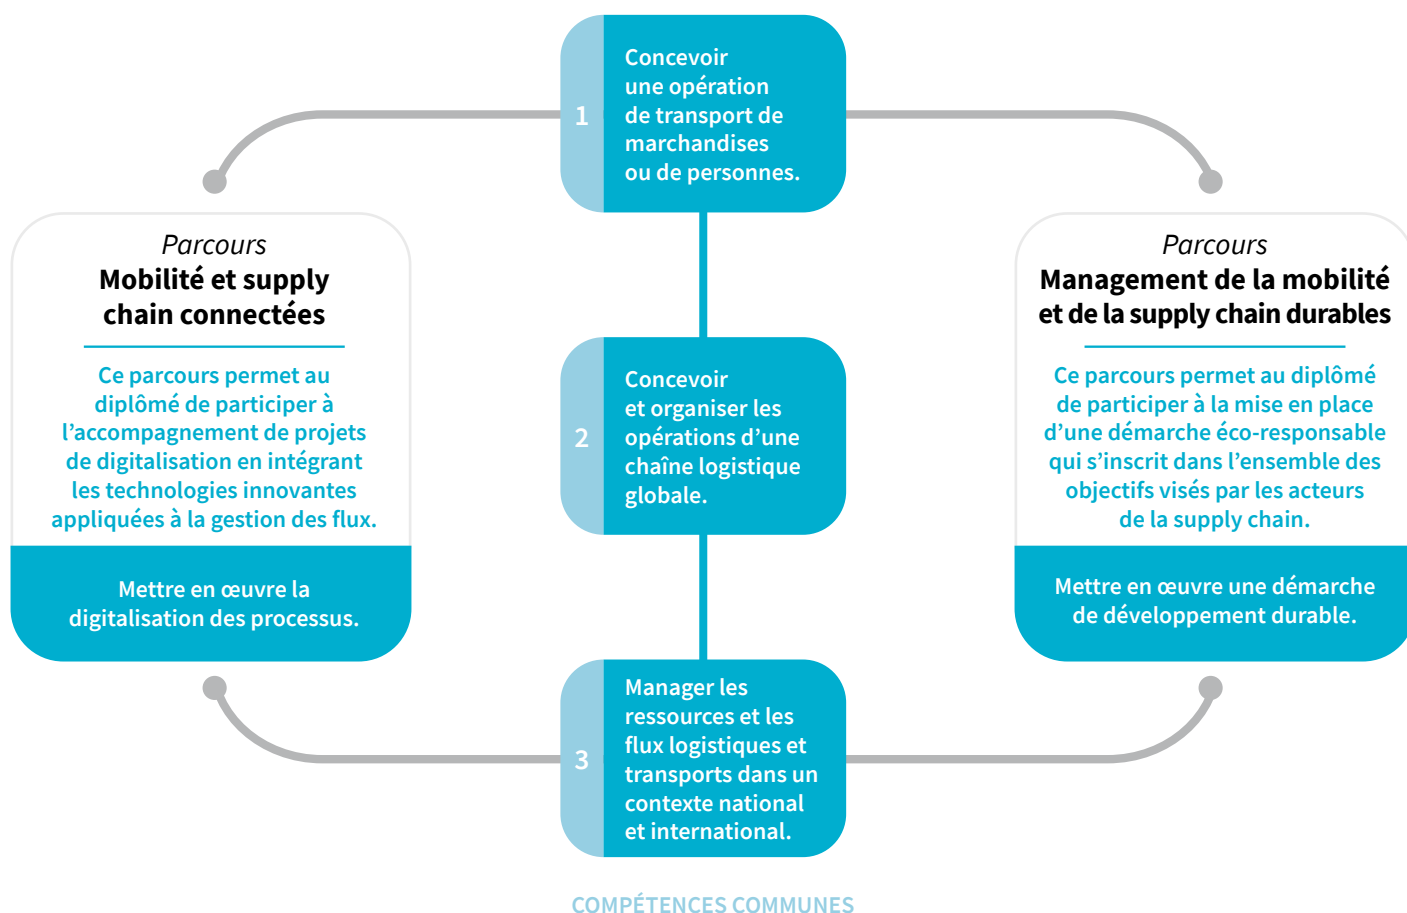 1
Concevoir
une opération
de transport de
marchandises
ou de personnes.
Parcours
Mobilité et supply
chain connectées
Ce parcours permet au
diplômé de participer à
l’accompagnement de projets
de digitalisation en intégrant
les technologies innovantes
appliquées à la gestion des flux.
Mettre en œuvre la
digitalisation des processus.
2
Concevoir
et organiser les
opérations d’une
chaîne logistique
globale.
Parcours
Management de la mobilité
et de la supply chain durables
Ce parcours permet au diplômé
de participer à la mise en place
d’une démarche éco-responsable
qui s’inscrit dans l’ensemble des
objectifs visés par les acteurs
de la supply chain.
Mettre en œuvre une démarche
de développement durable.
3
Manager les
ressources et les
flux logistiques et
transports dans un
contexte national
et international.
COMPÉTENCES COMMUNES